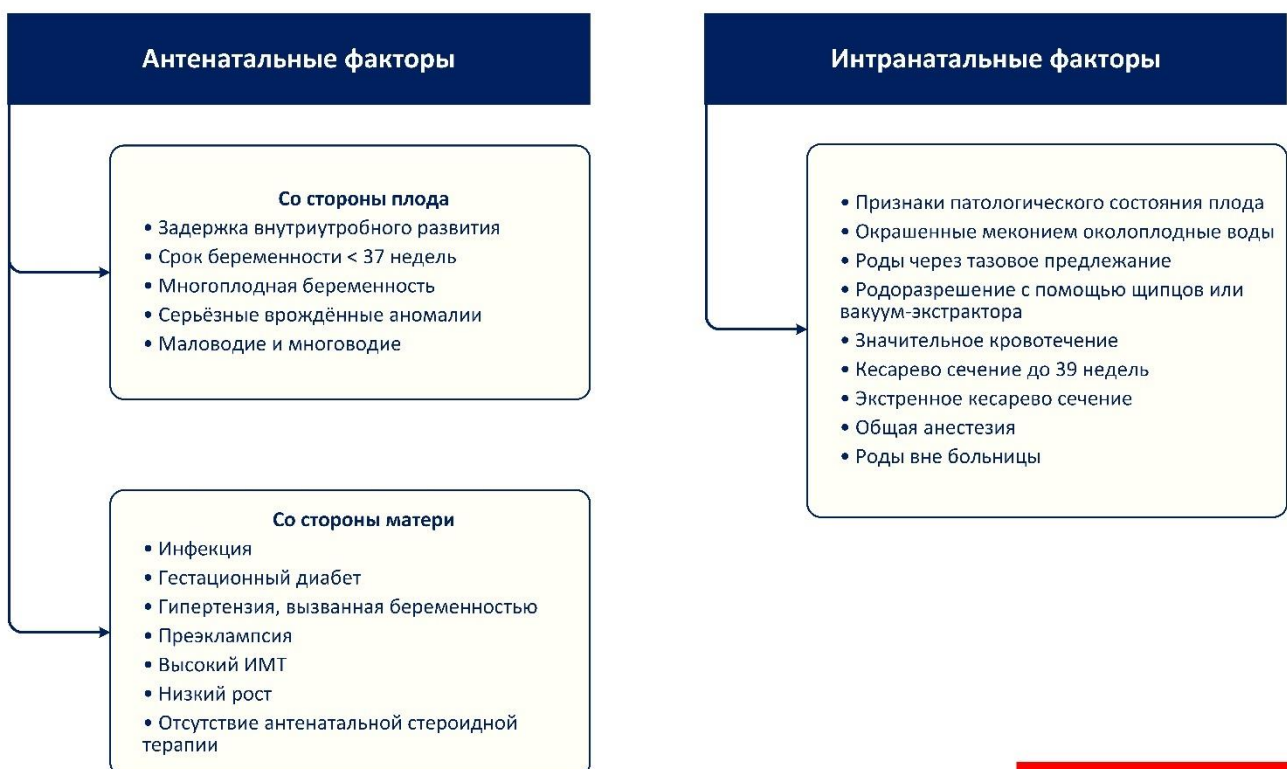 Антенатальные факторы
Со стороны плода
• Задержка внутриутробного развития
• Срок беременности < 37 недель
• Многоплодная беременность
• Серьёзные врождённые аномалии
• Маловодие и многоводие
Со стороны матери
• Инфекция
• Гестационный диабет
• Гипертензия, вызванная беременностью
• Преэклампсия
• Высокий ИМТ
• Низкий рост
• Отсутствие антенатальной стероидной
терапии
Интранатальные факторы
• Признаки патологического состояния плода
• Окрашенные меконием околоплодные воды
• Роды через тазовое предлежание
• Родоразрешение с помощью щипцов или
вакуум-экстрактора
• Значительное кровотечение
• Кесарево сечение до 39 недель
• Экстренное кесарево сечение
• Общая анестезия
• Роды вне больницы